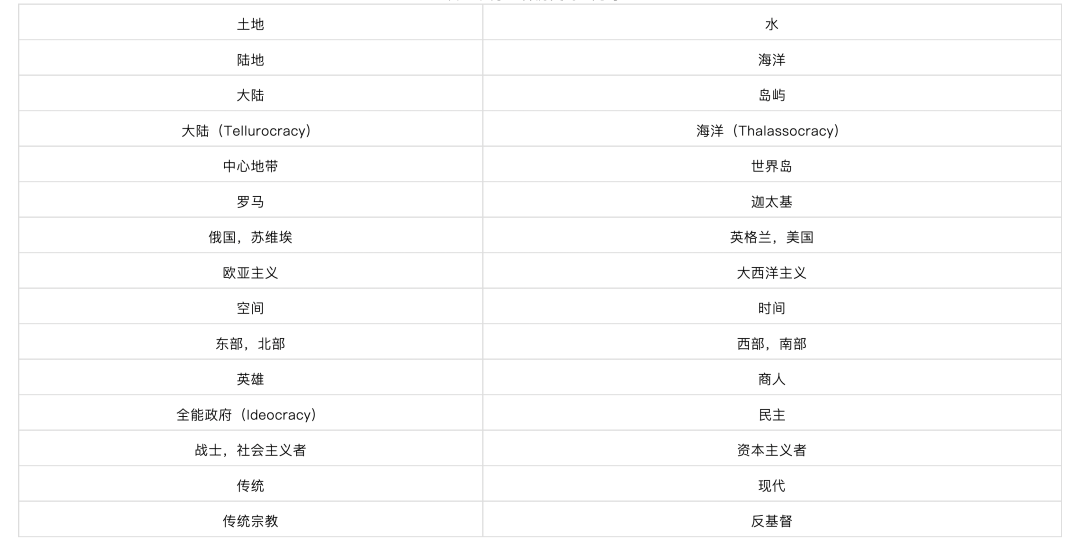 土地 水
陆地 海洋
大陆 岛屿
大陆（Tellurocracy） 海洋（Thalassocracy）
中心地带 世界岛
罗马 迦太基
俄国，苏维埃 英格兰，美国
欧亚主义 大西洋主义
空间 时间
东部，北部 西部，南部
英雄 商人
全能政府（Ideocracy） 民主
战士，社会主义者 资本主义者
传统 现代
传统宗教 反基督